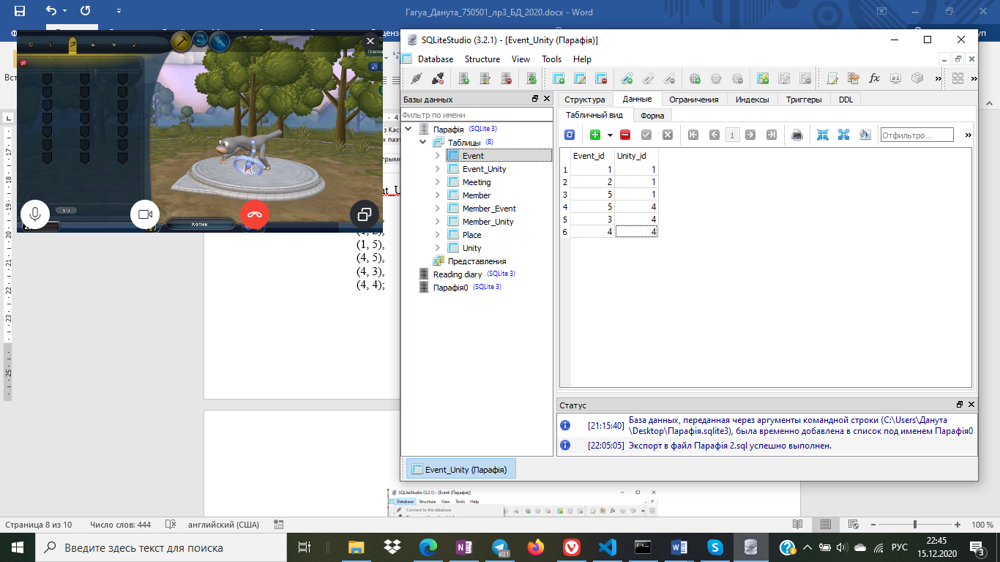 Гагуа_Данута_750501_лр3_БД_2020.docx - Word
SQLiteStudio (3.2.1) - [Event_Unity (Парафія)]
Database Structure View Tools Help
Базы данных
Фильтр по имени
Парафія (SQLite 3)
Таблицы (8)
Event
Event_Unity
Meeting
Member
Member_Event
Member_Unity
Place
Unity
Представления
Reading diary (SQLite 3)
Парафія0 (SQLite 3)
Структура Данные Ограничения Индексы Триггеры DDL
Табличный вид Форма
1 Отфильтро...
Event_id Unity_id
1 1 1
2 2 1
3 5 1
4 5 4
5 3 4
6 4 4
Статус
[21:15:40] База данных, переданная через аргументы командной строки (C:\Users\Данута
\Desktop\Парафія.sqlite3), была временно добавлена в список под именем Парафія0
[22:05:05] Экспорт в файл Парафія 2.sql успешно выполнен.
Event_Unity (Парафія)
1/3
Котик
(1, 2),
(1, 5),
(4, 5),
(4, 3),
(4, 4);
SQLiteStudio (3.2.1) - [Event (Парафія)]
Database Structure View Tools Help
Connect to the database
Страница 8 из 10 Число слов: 444 английский (США) 100 %
Введите здесь текст для поиска
401
РУС
22:45
15.12.2020
3